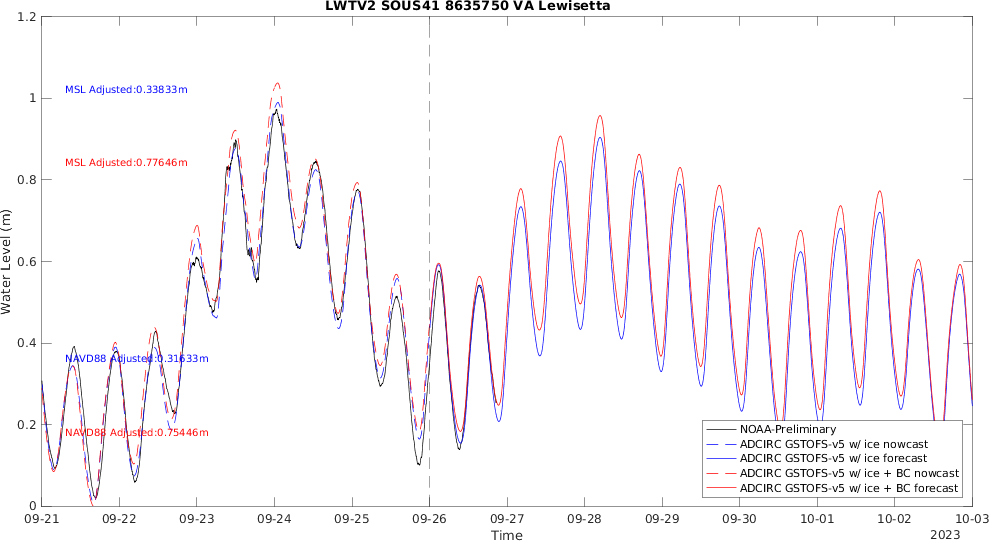 LWTV2 SOUS41 8635750 VA Lewisetta
Water Level (m)
1.2
1
0.8
0.6
0.4
0.2
0
MSL Adjusted:0.33833m
MSL Adjusted:0.77646m
NAVD88 Adjusted:0.31633m
NAVD88 Adjusted:0.75446m
NOAA-Preliminary
ADCIRC GSTOFS-v5 w/ ice nowcast
ADCIRC GSTOFS-v5 w/ ice forecast
ADCIRC GSTOFS-v5 w/ ice + BC nowcast
ADCIRC GSTOFS-v5 w/ ice + BC forecast
09-21 09-22 09-23 09-24 09-25 09-26 09-27 09-28 09-29 09-30 10-01 10-02 10-03
Time
2023